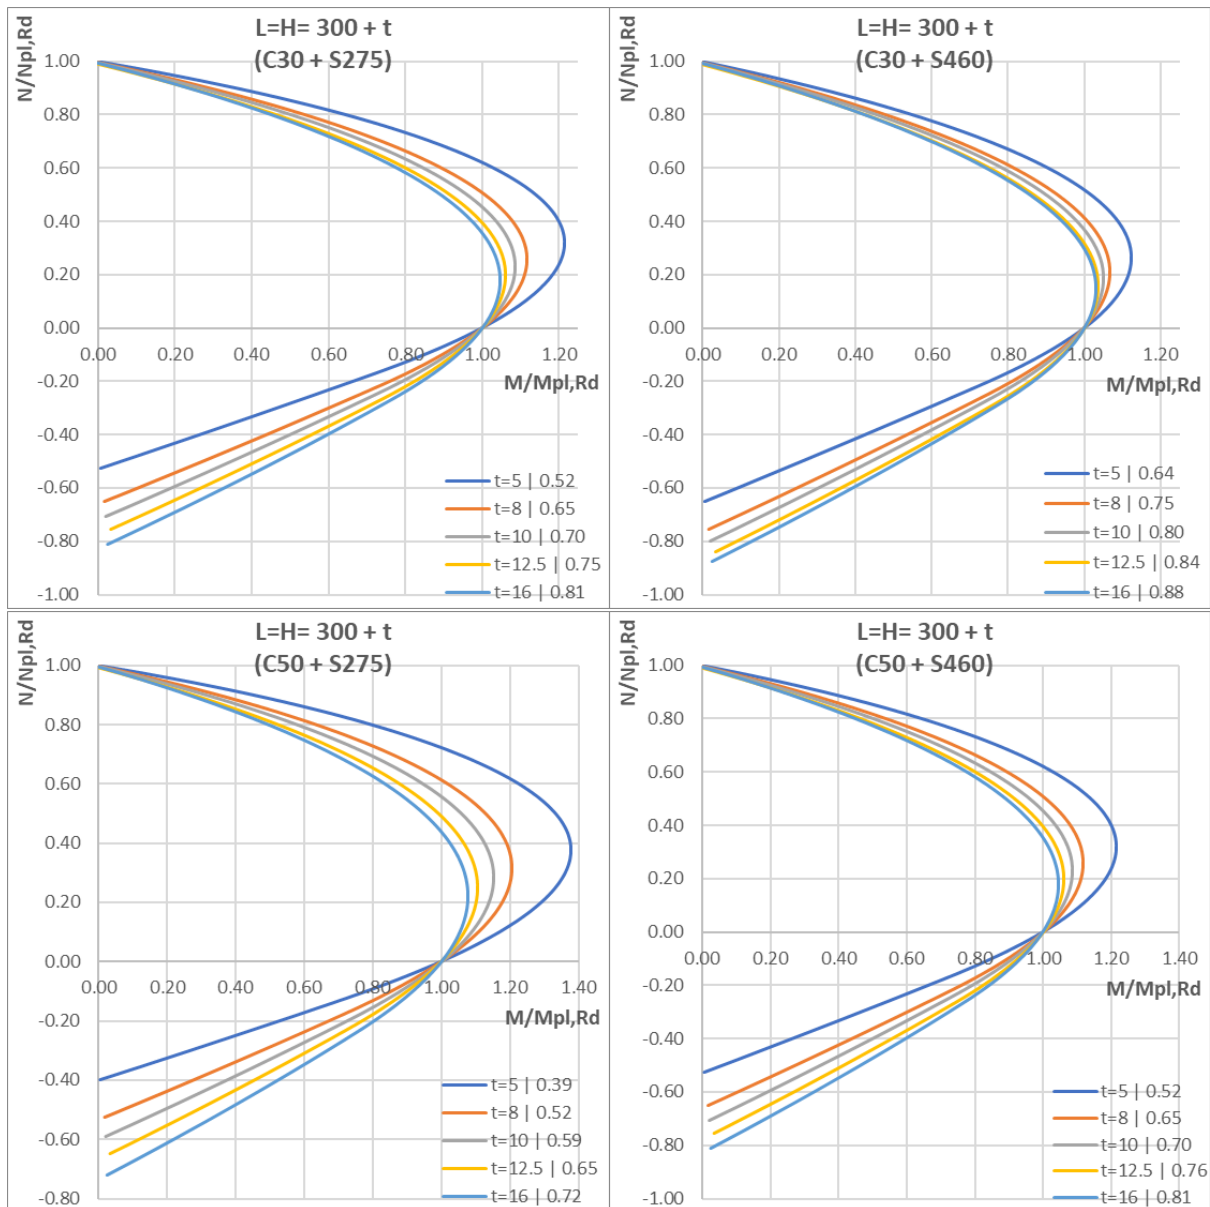 L=H= 300 + t
(C30 + S275)
N/Npl,Rd
1.00
0.80
0.60
0.40
0.20
0.00
-0.20
-0.40
-0.60
-0.80
-1.00
0.00 0.20 0.40 0.60 0.80 1.00 1.20
M/Mpl,Rd
t=5 | 0.52
t=8 | 0.65
t=10 | 0.70
t=12.5 | 0.75
t=16 | 0.81
L=H= 300 + t
(C30 + S460)
N/Npl,Rd
1.00
0.80
0.60
0.40
0.20
0.00
-0.20
-0.40
-0.60
-0.80
-1.00
0.00 0.20 0.40 0.60 0.80 1.00 1.20
M/Mpl,Rd
t=5 | 0.64
t=8 | 0.75
t=10 | 0.80
t=12.5 | 0.84
t=16 | 0.88
L=H= 300 + t
(C50 + S275)
N/Npl,Rd
1.00
0.80
0.60
0.40
0.20
0.00
-0.20
-0.40
-0.60
-0.80
0.00 0.20 0.40 0.60 0.80 1.00 1.20 1.40
M/Mpl,Rd
t=5 | 0.39
t=8 | 0.52
t=10 | 0.59
t=12.5 | 0.65
t=16 | 0.72
L=H= 300 + t
(C50 + S460)
N/Npl,Rd
1.00
0.80
0.60
0.40
0.20
0.00
-0.20
-0.40
-0.60
-0.80
-1.00
0.00 0.20 0.40 0.60 0.80 1.00 1.20 1.40
M/Mpl,Rd
t=5 | 0.52
t=8 | 0.65
t=10 | 0.70
t=12.5 | 0.76
t=16 | 0.81